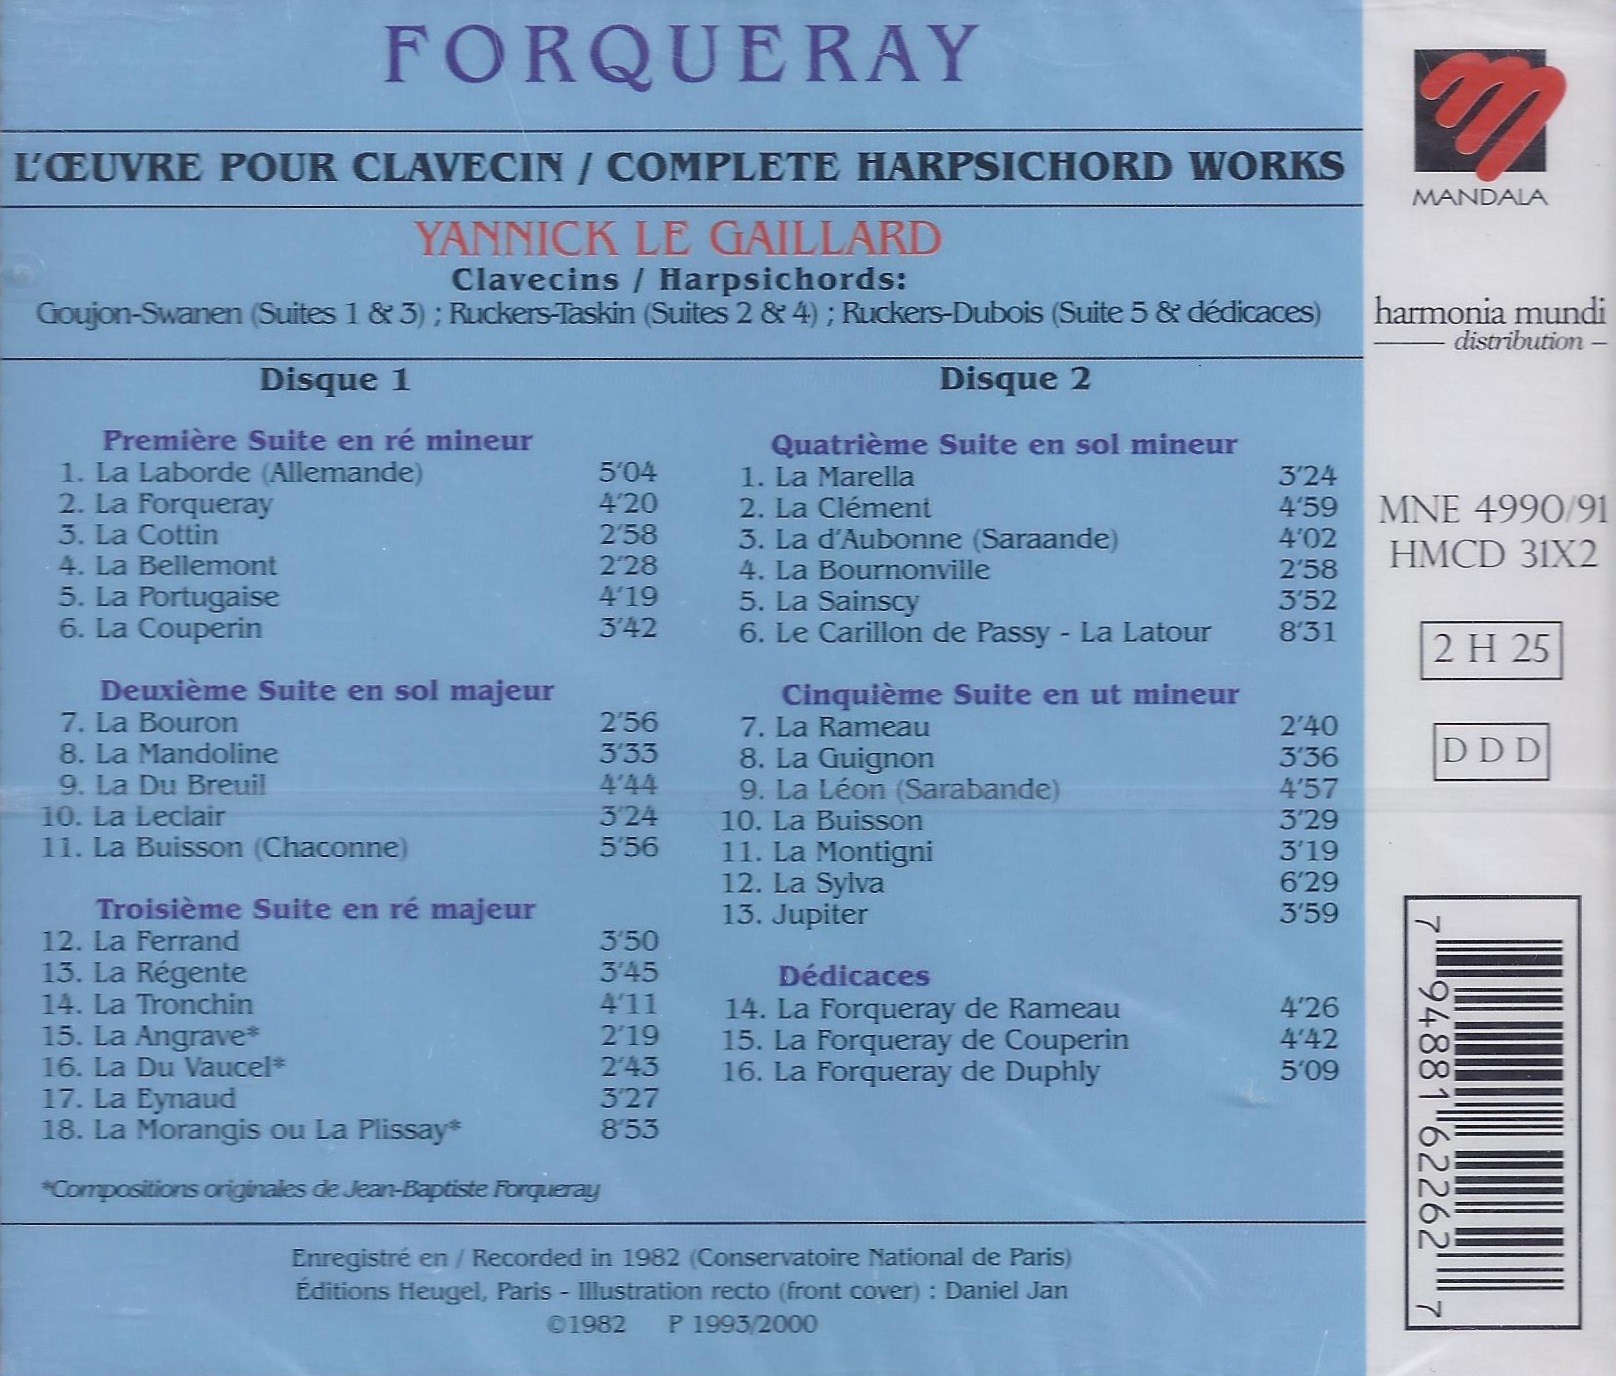 FORQUERAY
L'ŒUVRE POUR CLAVECIN / COMPLETE HARPSICHORD WORKS
YANNICK LE GAILLARD
Clavecins / Harpsichords:
Goujon-Swanen (Suites 1 & 3) ; Ruckers-Taskin (Suites 2 & 4) ; Ruckers-Dubois (Suite 5 & dédicaces)
Disque 1
Première Suite en ré mineur
1. La Laborde (Allemande) 5'04
2. La Forqueray 4'20
3. La Cottin 2'58
4. La Bellemont 2'28
5. La Portugaise 4'19
6. La Couperin 3'42
Deuxième Suite en sol majeur
7. La Bouron 2'56
8. La Mandoline 3'33
9. La Du Breuil 4'44
10. La Leclair 3'24
11. La Buisson (Chaconne) 5'56
Troisième Suite en ré majeur
12. La Ferrand 3'50
13. La Régente 3'45
14. La Tronchin 4'11
15. La Angrave* 2'19
16. La Du Vaucel* 2'43
17. La Eynaud 3'27
18. La Morangis ou La Plissay* 8'53
*Compositions originales de Jean-Baptiste Forqueray
Disque 2
Quatrième Suite en sol mineur
1. La Marella 3'24
2. La Clément 4'59
3. La d'Aubonne (Saraande) 4'02
4. La Bournonville 2'58
5. La Sainscy 3'52
6. Le Carillon de Passy - La Latour 8'31
Cinquième Suite en ut mineur
7. La Rameau 2'40
8. La Guignon 3'36
9. La Léon (Sarabande) 4'57
10. La Buisson 3'29
11. La Montigni 3'19
12. La Sylva 6'29
13. Jupiter 3'59
Dédicaces
14. La Forqueray de Rameau 4'26
15. La Forqueray de Couperin 4'42
16. La Forqueray de Duphly 5'09
Enregistré en / Recorded in 1982 (Conservatoire National de Paris)
Éditions Heugel, Paris - Illustration recto (front cover) : Daniel Jan
©1982 P 1993/2000
MANDALA
harmonia mundi
distribution
MNE 4990/91
HMCD 31X2
2 H 25
D D D
7 94881 62262 7